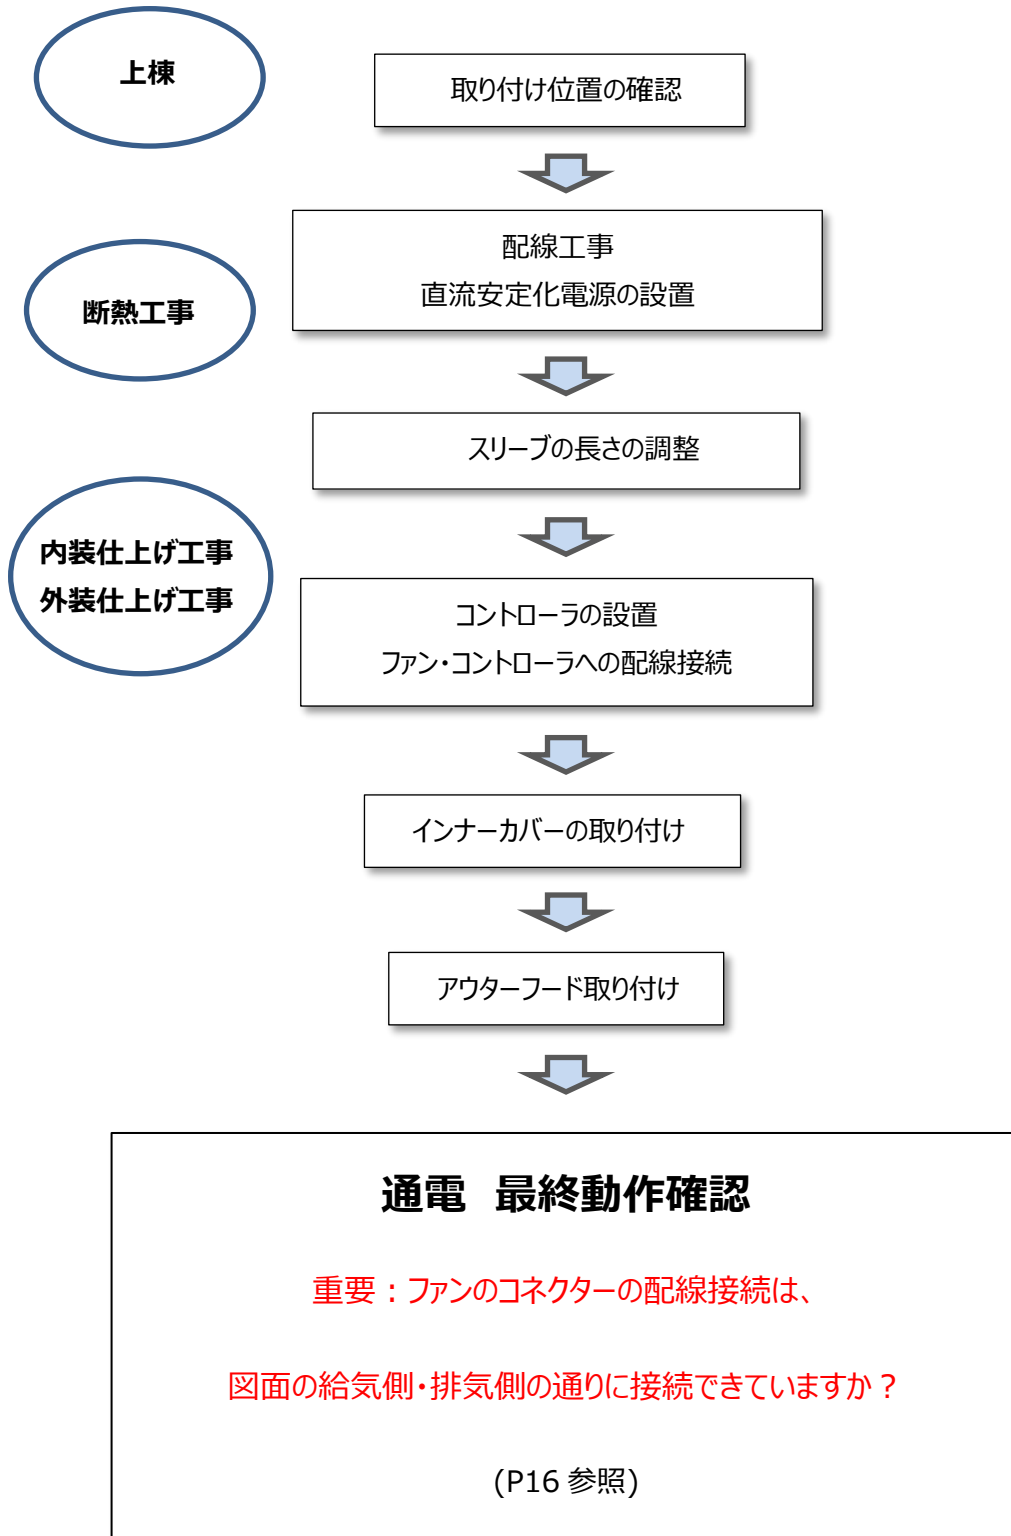 上棟
取り付け位置の確認
配線工事
直流安定化電源の設置
断熱工事
スリーブの長さの調整
内装仕上げ工事
外装仕上げ工事
コントローラの設置
ファン・コントローラへの配線接続
インナーカバーの取り付け
アウターフード取り付け
通電 最終動作確認
重要：ファンのコネクターの配線接続は、
図面の給気側・排気側の通りに接続できていますか？
(P16 参照)